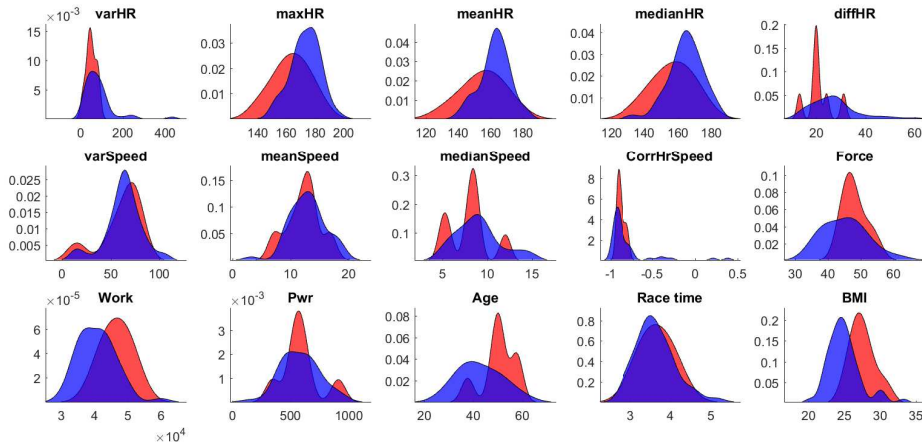 varHR
×10⁻³
15
10
5
0 200 400
maxHR
0.03
0.02
0.01
140 160 180 200
meanHR
0.04
0.03
0.02
0.01
120 140 160 180
medianHR
0.04
0.03
0.02
0.01
120 140 160 180
diffHR
0.2
0.15
0.1
0.05
20 40 60
varSpeed
0.025
0.02
0.015
0.01
0.005
0 50 100
meanSpeed
0.15
0.1
0.05
0 10 20
medianSpeed
0.3
0.2
0.1
5 10 15
CorrHrSpeed
8
6
4
2
-1 -0.5 0 0.5
Force
0.1
0.08
0.06
0.04
0.02
30 40 50 60
Work
×10⁻⁵
6
4
2
3 4 5 6
×10⁴
Pwr
×10⁻³
3
2
1
0 500 1000
Age
0.08
0.06
0.04
0.02
20 40 60
Race time
0.8
0.6
0.4
0.2
3 4 5
BMI
0.2
0.15
0.1
0.05
20 25 30 35